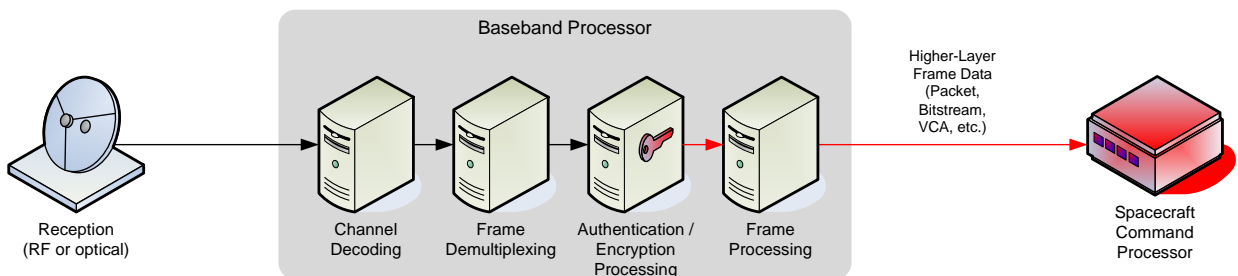 Baseband Processor
Higher-Layer
Frame Data
(Packet,
Bitstream,
VCA, etc.)
Reception
(RF or optical)
Channel
Decoding
Frame
Demultiplexing
Authentication /
Encryption
Processing
Frame
Processing
Spacecraft
Command
Processor